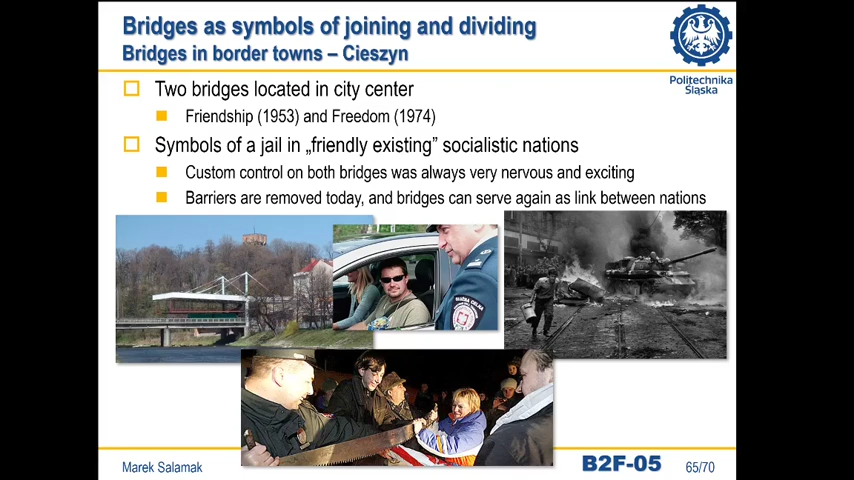 Bridges as symbols of joining and dividing
Bridges in border towns – Cieszyn
Politechnika
Śląska
Two bridges located in city center
Friendship (1953) and Freedom (1974)
Symbols of a jail in „friendly existing” socialistic nations
Custom control on both bridges was always very nervous and exciting
Barriers are removed today, and bridges can serve again as link between nations
Marek Salamak
B2F-05
65/70